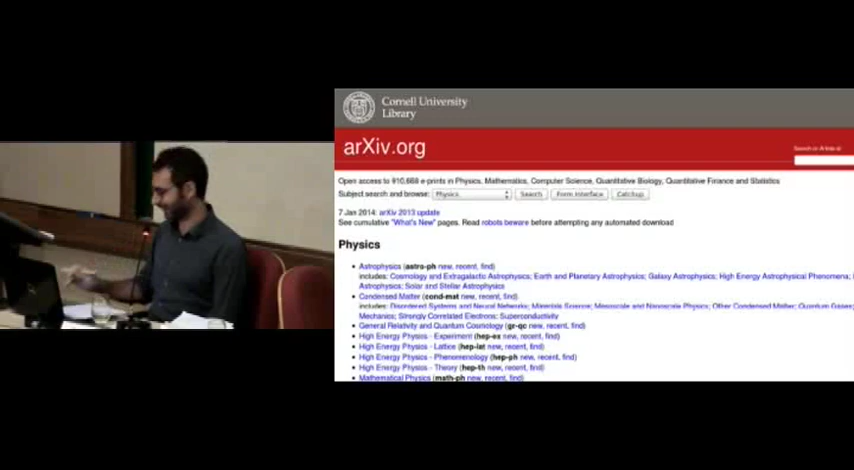 Cornell University
Library
arXiv.org
Search or Article-id
Open access to 910,668 e-prints in Physics, Mathematics, Computer Science, Quantitative Biology, Quantitative Finance and Statistics
Subject search and browse: Physics Search Form Interface Catchup
7 Jan 2014: arXiv 2013 update
See cumulative "What's New" pages. Read robots beware before attempting any automated download
Physics
• Astrophysics (astro-ph new, recent, find)
includes: Cosmology and Extragalactic Astrophysics; Earth and Planetary Astrophysics; Galaxy Astrophysics; High Energy Astrophysical Phenomena;
Astrophysics; Solar and Stellar Astrophysics
• Condensed Matter (cond-mat new, recent, find)
includes: Disordered Systems and Neural Networks; Materials Science; Mesoscale and Nanoscale Physics; Other Condensed Matter; Quantum Gases;
Mechanics; Strongly Correlated Electrons; Superconductivity
• General Relativity and Quantum Cosmology (gr-qc new, recent, find)
• High Energy Physics - Experiment (hep-ex new, recent, find)
• High Energy Physics - Lattice (hep-lat new, recent, find)
• High Energy Physics - Phenomenology (hep-ph new, recent, find)
• High Energy Physics - Theory (hep-th new, recent, find)
• Mathematical Physics (math-ph new, recent, find)